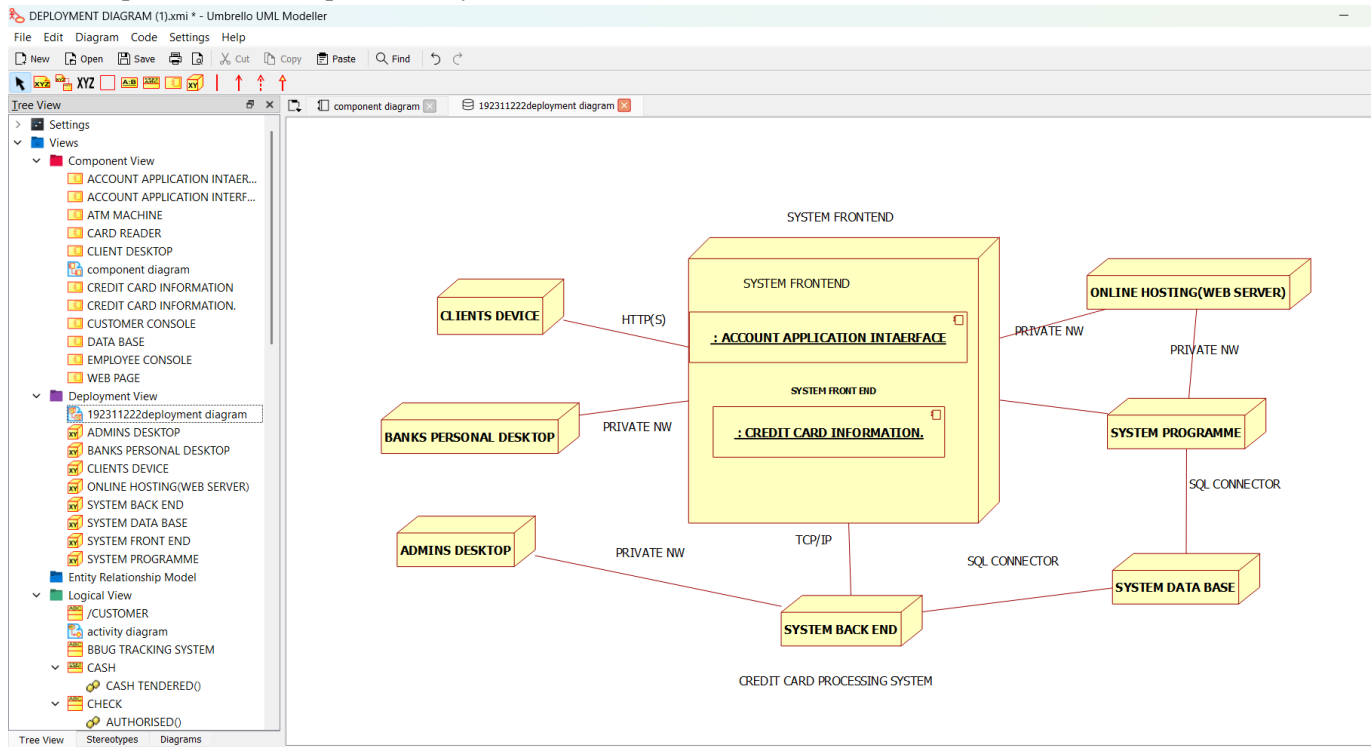 DEPLOYMENT DIAGRAM (1).xmi * - Umbrello UML Modeller
File Edit Diagram Code Settings Help
New Open Save Cut Copy Paste Find
XYZ XYZ A:B ABC XY
Tree View
component diagram
192311222deployment diagram
Settings
Views
Component View
ACCOUNT APPLICATION INTAER...
ACCOUNT APPLICATION INTERF...
ATM MACHINE
CARD READER
CLIENT DESKTOP
component diagram
CREDIT CARD INFORMATION
CREDIT CARD INFORMATION.
CUSTOMER CONSOLE
DATA BASE
EMPLOYEE CONSOLE
WEB PAGE
Deployment View
192311222deployment diagram
ADMINS DESKTOP
BANKS PERSONAL DESKTOP
CLIENTS DEVICE
ONLINE HOSTING(WEB SERVER)
SYSTEM BACK END
SYSTEM DATA BASE
SYSTEM FRONT END
SYSTEM PROGRAMME
Entity Relationship Model
Logical View
/CUSTOMER
activity diagram
BBUG TRACKING SYSTEM
CASH
CASH TENDERED()
CHECK
AUTHORISED()
Tree View Stereotypes Diagrams
SYSTEM FRONTEND
SYSTEM FRONTEND
CLIENTS DEVICE
HTTP(S)
: ACCOUNT APPLICATION INTAERFACE
ONLINE HOSTING(WEB SERVER)
PRIVATE NW
PRIVATE NW
SYSTEM FRONT END
BANKS PERSONAL DESKTOP
PRIVATE NW
: CREDIT CARD INFORMATION.
SYSTEM PROGRAMME
SQL CONNECTOR
ADMINS DESKTOP
PRIVATE NW
TCP/IP
SQL CONNECTOR
SYSTEM DATA BASE
SYSTEM BACK END
CREDIT CARD PROCESSING SYSTEM